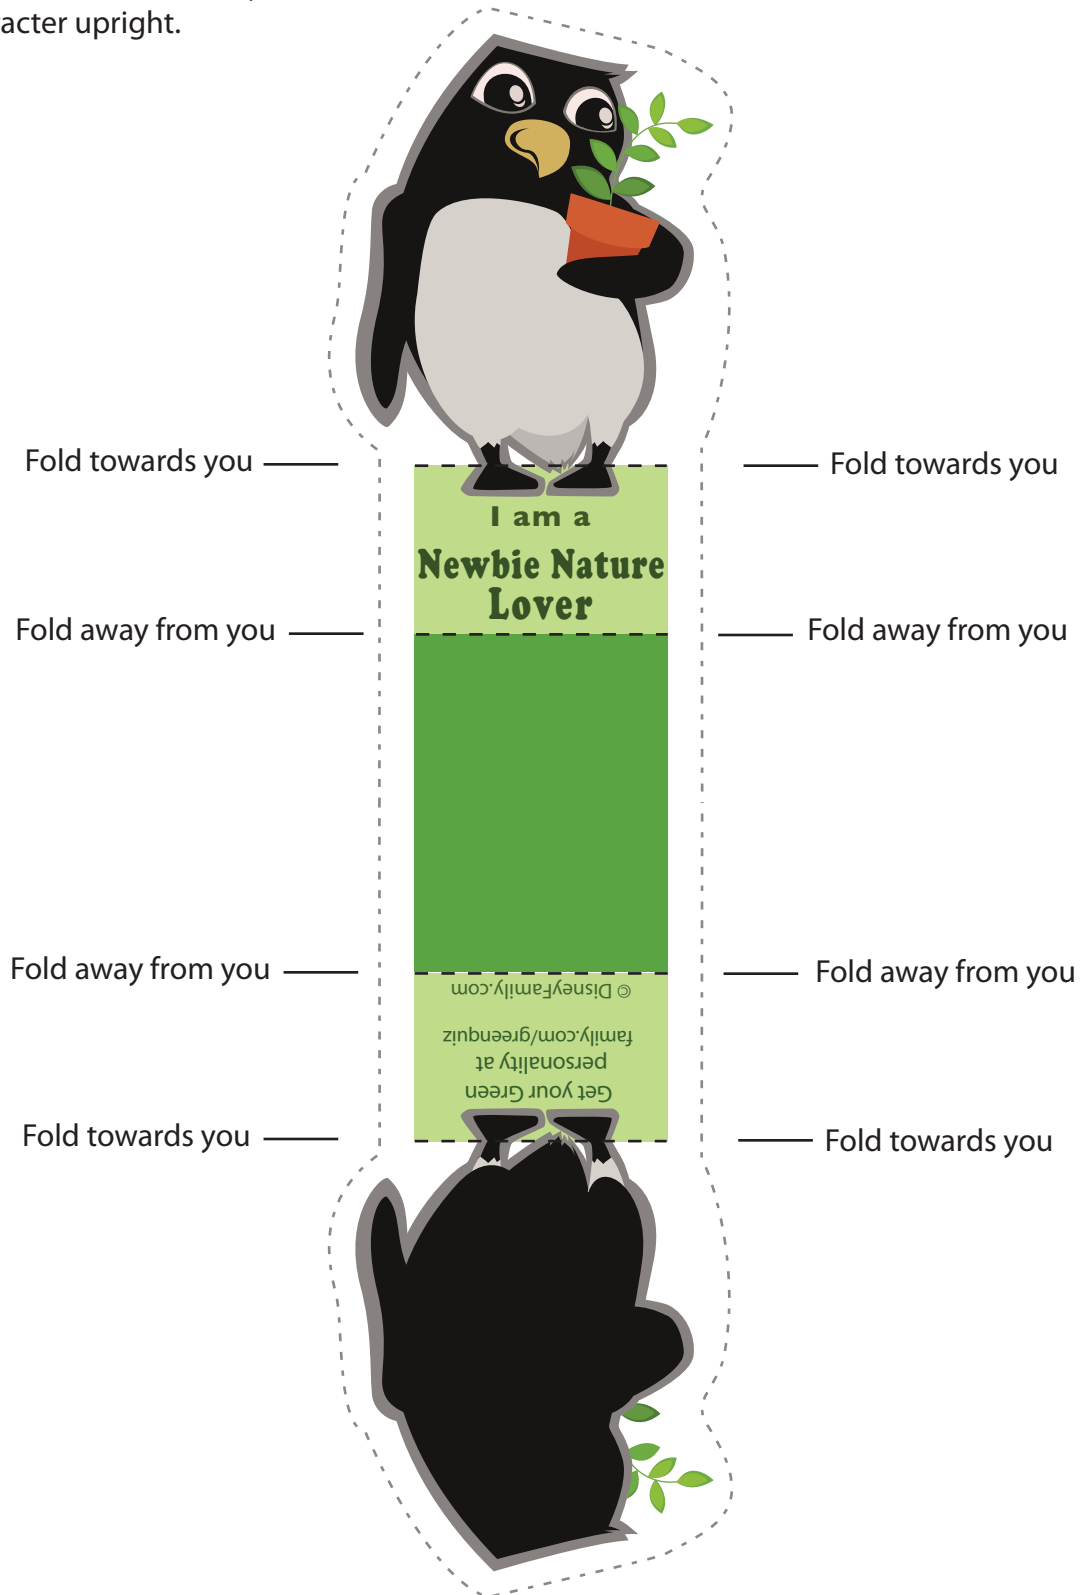 acter upright.
Fold towards you
Fold towards you
I am a
Newbie Nature
Lover
Fold away from you
Fold away from you
Fold away from you
Fold away from you
Get your Green
personality at
family.com/greenquiz
© DisneyFamily.com
Fold towards you
Fold towards you